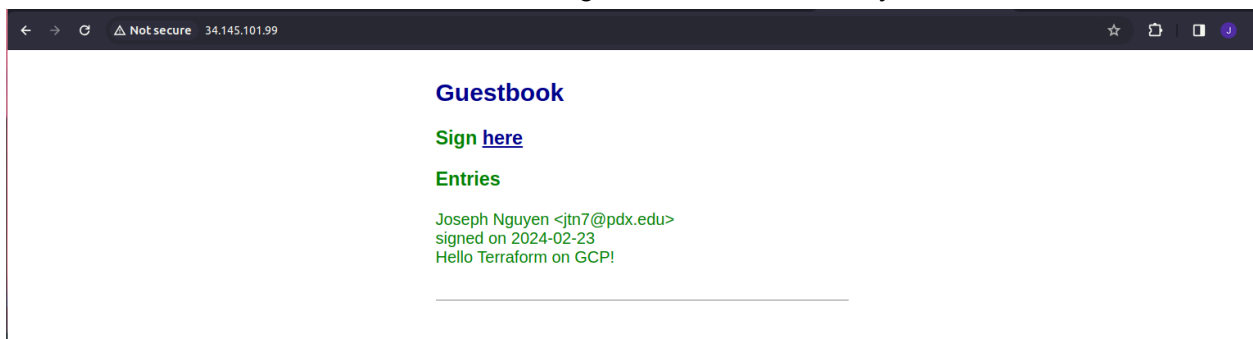 Not secure 34.145.101.99
J
Guestbook
Sign here
Entries
Joseph Nguyen <jtn7@pdx.edu>
signed on 2024-02-23
Hello Terraform on GCP!